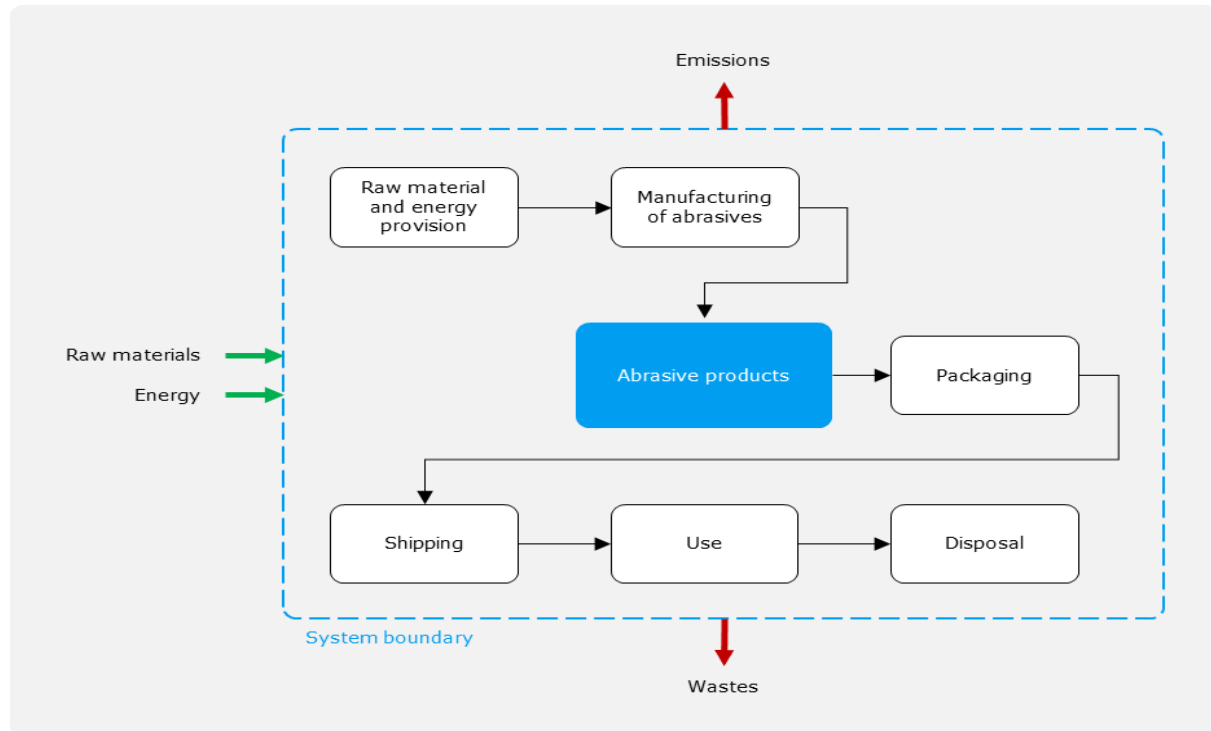 Emissions
Raw material
and energy
provision
Manufacturing
of abrasives
Raw materials
Energy
Abrasive products
Packaging
Shipping
Use
Disposal
System boundary
Wastes